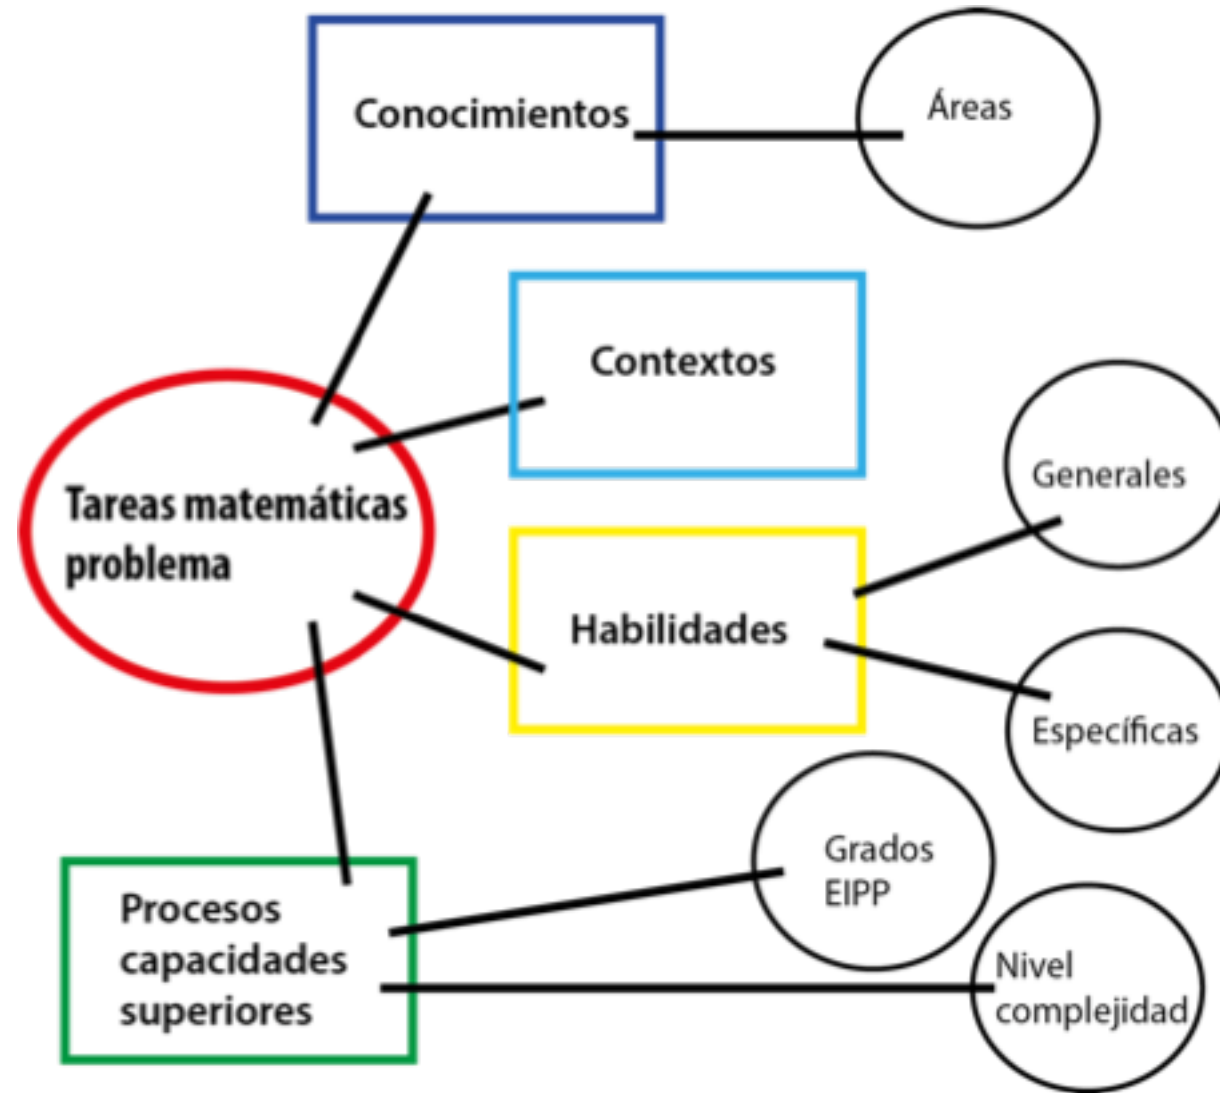 Conocimientos
Áreas
Contextos
Generales
Tareas matemáticas
problema
Habilidades
Específicas
Grados
EIPP
Procesos
capacidades
superiores
Nivel
complejidad